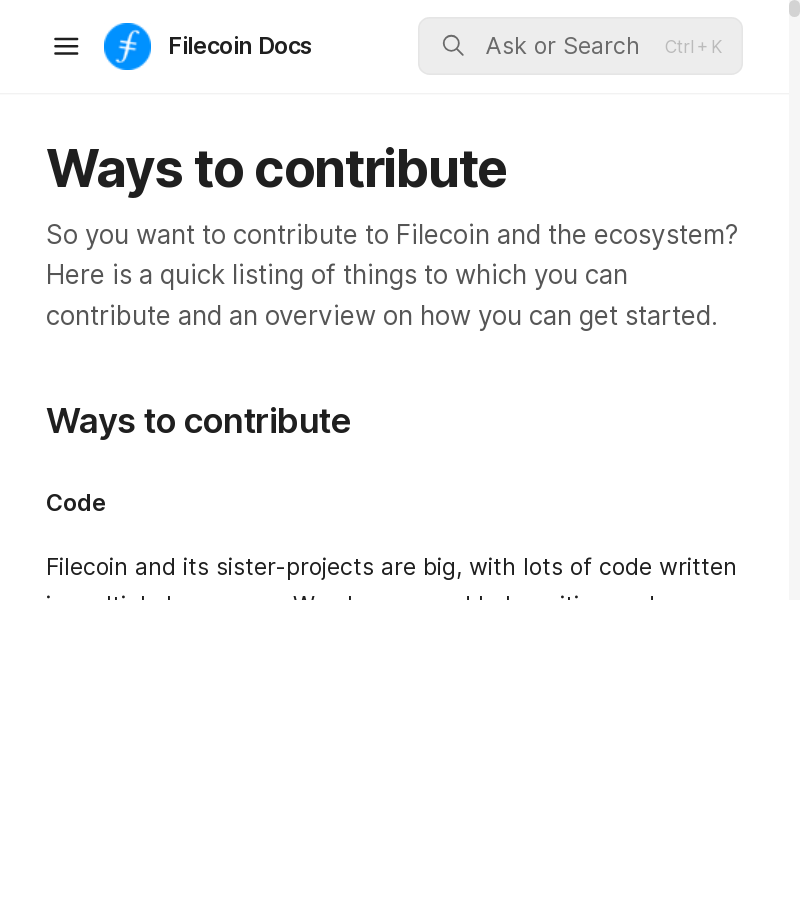 Filecoin Docs
Ask or Search
Ctrl + K
Ways to contribute
So you want to contribute to Filecoin and the ecosystem?
Here is a quick listing of things to which you can
contribute and an overview on how you can get started.
Ways to contribute
Code
Filecoin and its sister-projects are big, with lots of code written